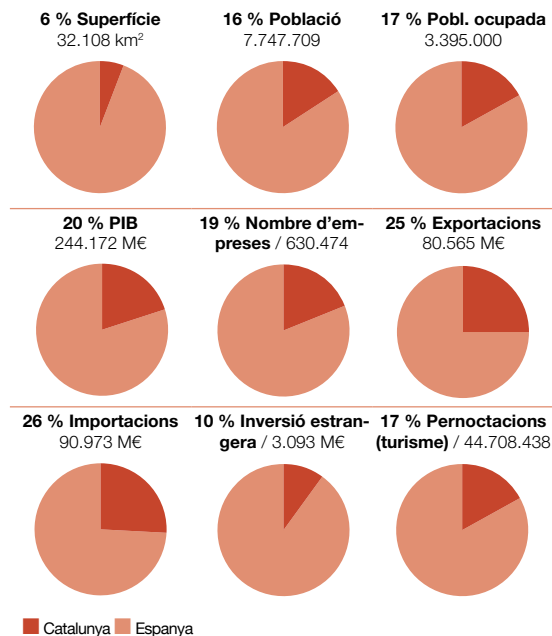 6 % Superfície
32.108 km²
16 % Població
7.747.709
17 % Pobl. ocupada
3.395.000
20 % PIB
244.172 M€
19 % Nombre d’em-
preses / 630.474
25 % Exportacions
80.565 M€
26 % Importacions
90.973 M€
10 % Inversió estran-
gera / 3.093 M€
17 % Pernoctacions
(turisme) / 44.708.438
Catalunya
Espanya